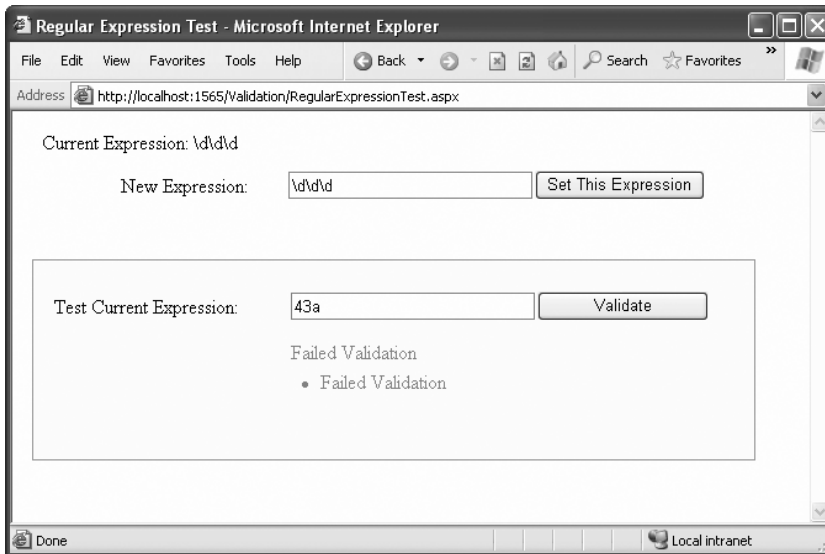 Regular Expression Test - Microsoft Internet Explorer
File Edit View Favorites Tools Help Back Search Favorites »
Address http://localhost:1565/Validation/RegularExpressionTest.aspx
Current Expression: \d\d\d
New Expression: \d\d\d Set This Expression
Test Current Expression: 43a Validate
Failed Validation
• Failed Validation
Done Local intranet